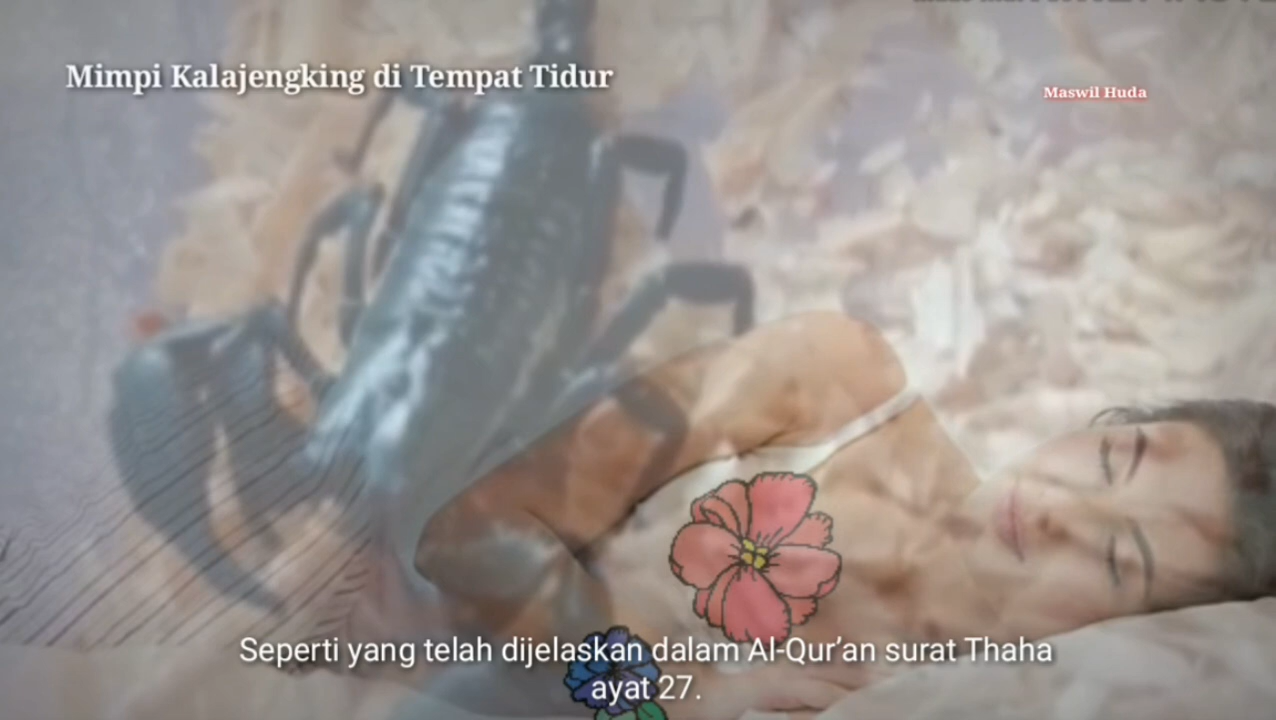 Mimpi Kalajengking di Tempat Tidur
Maswil Huda
Seperti yang telah dijelaskan dalam Al-Qur’an surat Thaha
ayat 27.